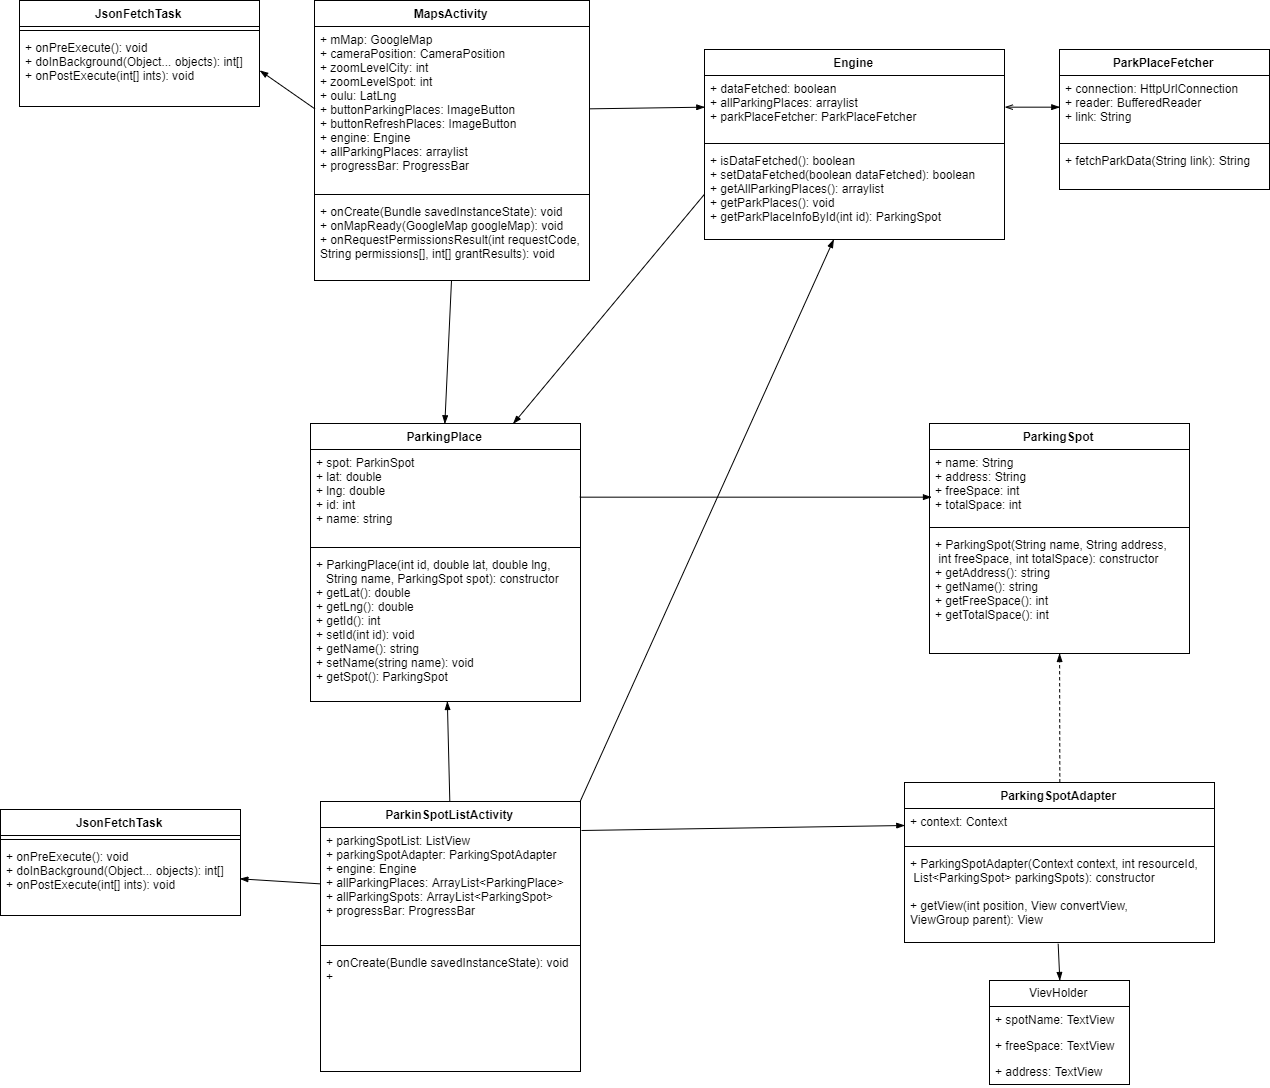 JsonFetchTask
+ onPreExecute(): void
+ doInBackground(Object... objects): int[]
+ onPostExecute(int[] ints): void
MapsActivity
+ mMap: GoogleMap
+ cameraPosition: CameraPosition
+ zoomLevelCity: int
+ zoomLevelSpot: int
+ oulu: LatLng
+ buttonParkingPlaces: ImageButton
+ buttonRefreshPlaces: ImageButton
+ engine: Engine
+ allParkingPlaces: arraylist
+ progressBar: ProgressBar
+ onCreate(Bundle savedInstanceState): void
+ onMapReady(GoogleMap googleMap): void
+ onRequestPermissionsResult(int requestCode,
String permissions[], int[] grantResults): void
Engine
+ dataFetched: boolean
+ allParkingPlaces: arraylist
+ parkPlaceFetcher: ParkPlaceFetcher
+ isDataFetched(): boolean
+ setDataFetched(boolean dataFetched): boolean
+ getAllParkingPlaces(): arraylist
+ getParkPlaces(): void
+ getParkPlaceInfoById(int id): ParkingSpot
ParkPlaceFetcher
+ connection: HttpUrlConnection
+ reader: BufferedReader
+ link: String
+ fetchParkData(String link): String
ParkingPlace
+ spot: ParkinSpot
+ lat: double
+ lng: double
+ id: int
+ name: string
+ ParkingPlace(int id, double lat, double lng,
String name, ParkingSpot spot): constructor
+ getLat(): double
+ getLng(): double
+ getId(): int
+ setId(int id): void
+ getName(): string
+ setName(string name): void
+ getSpot(): ParkingSpot
ParkingSpot
+ name: String
+ address: String
+ freeSpace: int
+ totalSpace: int
+ ParkingSpot(String name, String address,
int freeSpace, int totalSpace): constructor
+ getAddress(): string
+ getName(): string
+ getFreeSpace(): int
+ getTotalSpace(): int
JsonFetchTask
+ onPreExecute(): void
+ doInBackground(Object... objects): int[]
+ onPostExecute(int[] ints): void
ParkinSpotListActivity
+ parkingSpotList: ListView
+ parkingSpotAdapter: ParkingSpotAdapter
+ engine: Engine
+ allParkingPlaces: ArrayList<ParkingPlace>
+ allParkingSpots: ArrayList<ParkingSpot>
+ progressBar: ProgressBar
+ onCreate(Bundle savedInstanceState): void
+
ParkingSpotAdapter
+ context: Context
+ ParkingSpotAdapter(Context context, int resourceId,
List<ParkingSpot> parkingSpots): constructor
+ getView(int position, View convertView,
ViewGroup parent): View
VievHolder
+ spotName: TextView
+ freeSpace: TextView
+ address: TextView